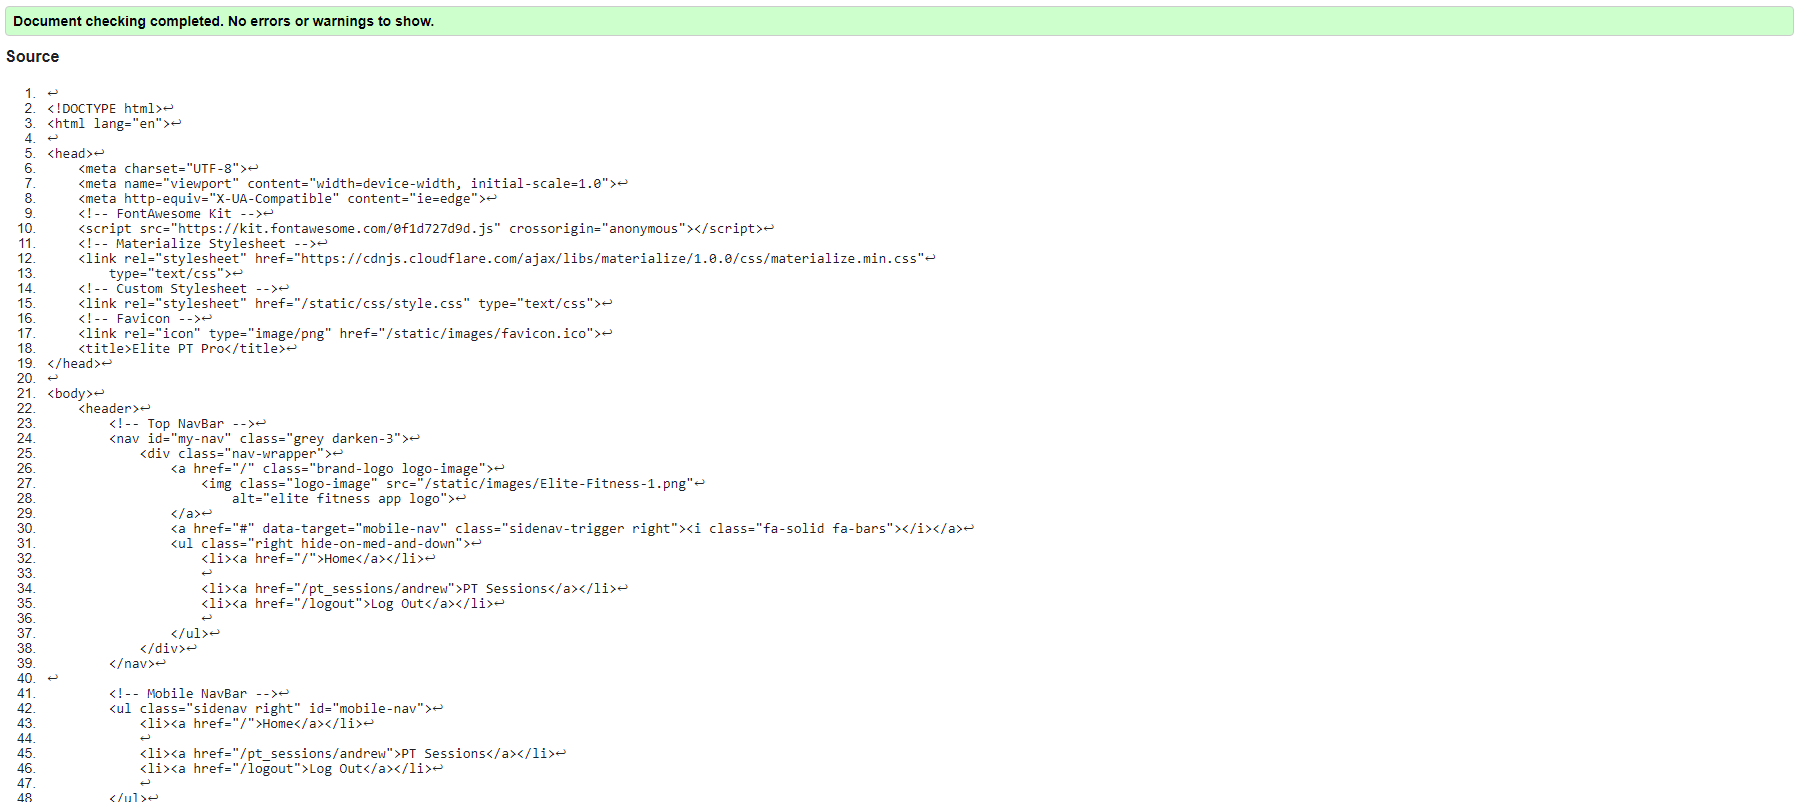 Document checking completed. No errors or warnings to show.
Source
1. ↩
2. <!DOCTYPE html>↩
3. <html lang="en">↩
4. ↩
5. <head>↩
6.     <meta charset="UTF-8">↩
7.     <meta name="viewport" content="width=device-width, initial-scale=1.0">↩
8.     <meta http-equiv="X-UA-Compatible" content="ie=edge">↩
9.     <!-- FontAwesome Kit -->↩
10.     <script src="https://kit.fontawesome.com/0f1d727d9d.js" crossorigin="anonymous"></script>↩
11.     <!-- Materialize Stylesheet -->↩
12.     <link rel="stylesheet" href="https://cdnjs.cloudflare.com/ajax/libs/materialize/1.0.0/css/materialize.min.css"↩
13.         type="text/css">↩
14.     <!-- Custom Stylesheet -->↩
15.     <link rel="stylesheet" href="/static/css/style.css" type="text/css">↩
16.     <!-- Favicon -->↩
17.     <link rel="icon" type="image/png" href="/static/images/favicon.ico">↩
18.     <title>Elite PT Pro</title>↩
19. </head>↩
20. ↩
21. <body>↩
22.     <header>↩
23.         <!-- Top NavBar -->↩
24.         <nav id="my-nav" class="grey darken-3">↩
25.             <div class="nav-wrapper">↩
26.                 <a href="/" class="brand-logo logo-image">↩
27.                     <img class="logo-image" src="/static/images/Elite-Fitness-1.png"↩
28.                         alt="elite fitness app logo">↩
29.                 </a>↩
30.                 <a href="#" data-target="mobile-nav" class="sidenav-trigger right"><i class="fa-solid fa-bars"></i></a>↩
31.                 <ul class="right hide-on-med-and-down">↩
32.                     <li><a href="/">Home</a></li>↩
33.                     ↩
34.                     <li><a href="/pt_sessions/andrew">PT Sessions</a></li>↩
35.                     <li><a href="/logout">Log Out</a></li>↩
36.                     ↩
37.                 </ul>↩
38.             </div>↩
39.         </nav>↩
40. ↩
41.         <!-- Mobile NavBar -->↩
42.         <ul class="sidenav right" id="mobile-nav">↩
43.             <li><a href="/">Home</a></li>↩
44.             ↩
45.             <li><a href="/pt_sessions/andrew">PT Sessions</a></li>↩
46.             <li><a href="/logout">Log Out</a></li>↩
47.             ↩
48.         </ul>↩